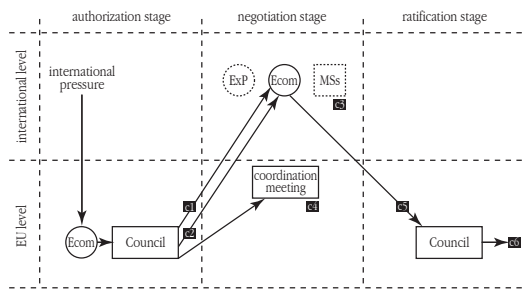 authorization stage
negotiation stage
ratification stage
international level
international
pressure
ExP
Ecom
MSs
c3
EU level
c1
c2
coordination
meeting
c4
c5
Ecom
Council
Council
c6